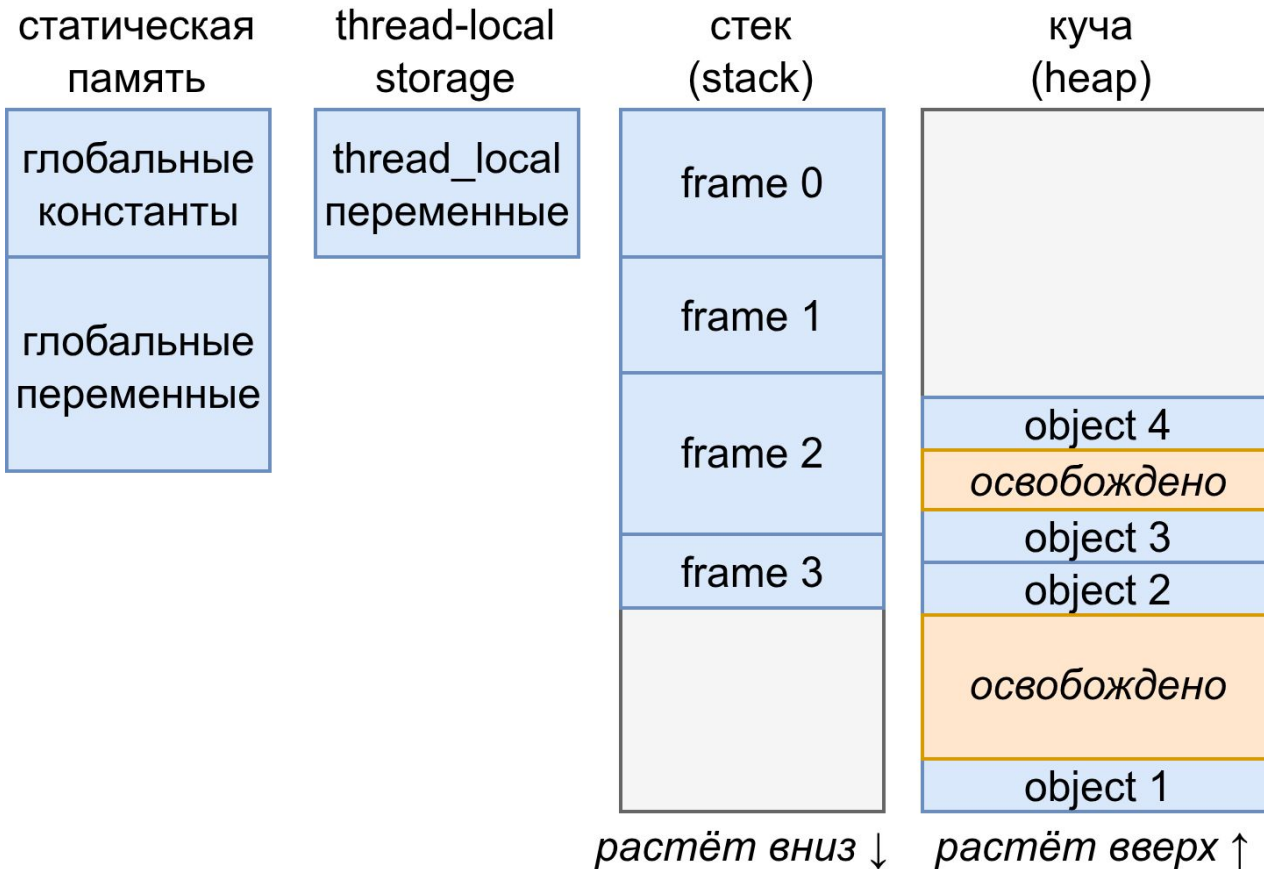 статическая
память
глобальные
константы
глобальные
переменные
thread-local
storage
thread_local
переменные
стек
(stack)
frame 0
frame 1
frame 2
frame 3
растёт вниз ↓
куча
(heap)
object 4
освобождено
object 3
object 2
освобождено
object 1
растёт вверх ↑